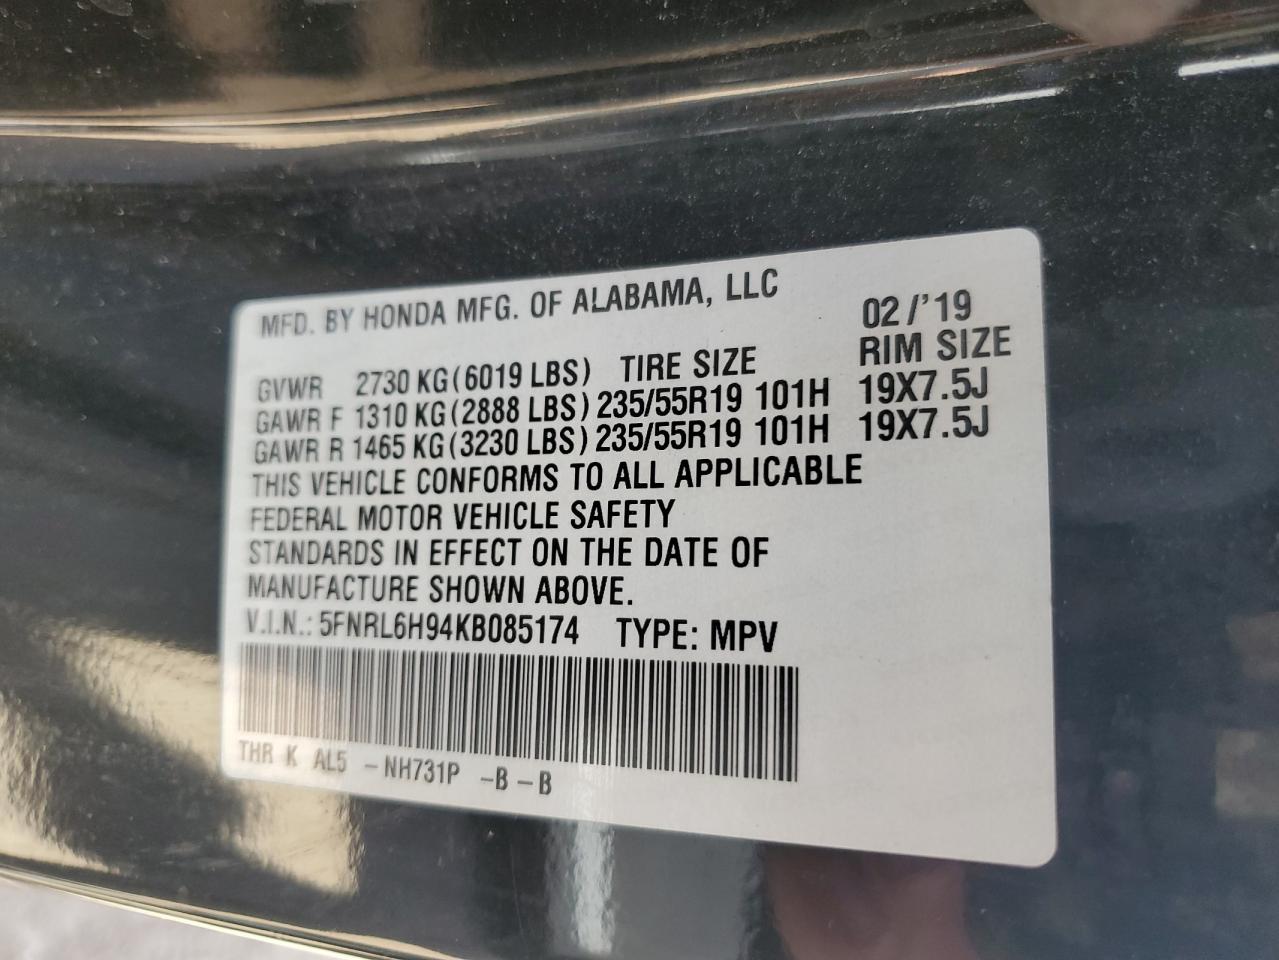 MFD. BY HONDA MFG. OF ALABAMA, LLC 02/'19
GVWR 2730 KG(6019 LBS) TIRE SIZE RIM SIZE
GAWR F 1310 KG(2888 LBS) 235/55R19 101H 19X7.5J
GAWR R 1465 KG(3230 LBS) 235/55R19 101H 19X7.5J
THIS VEHICLE CONFORMS TO ALL APPLICABLE
FEDERAL MOTOR VEHICLE SAFETY
STANDARDS IN EFFECT ON THE DATE OF
MANUFACTURE SHOWN ABOVE.
V.I.N.: 5FNRL6H94KB085174 TYPE: MPV
THR K AL5 -NH731P -B-B